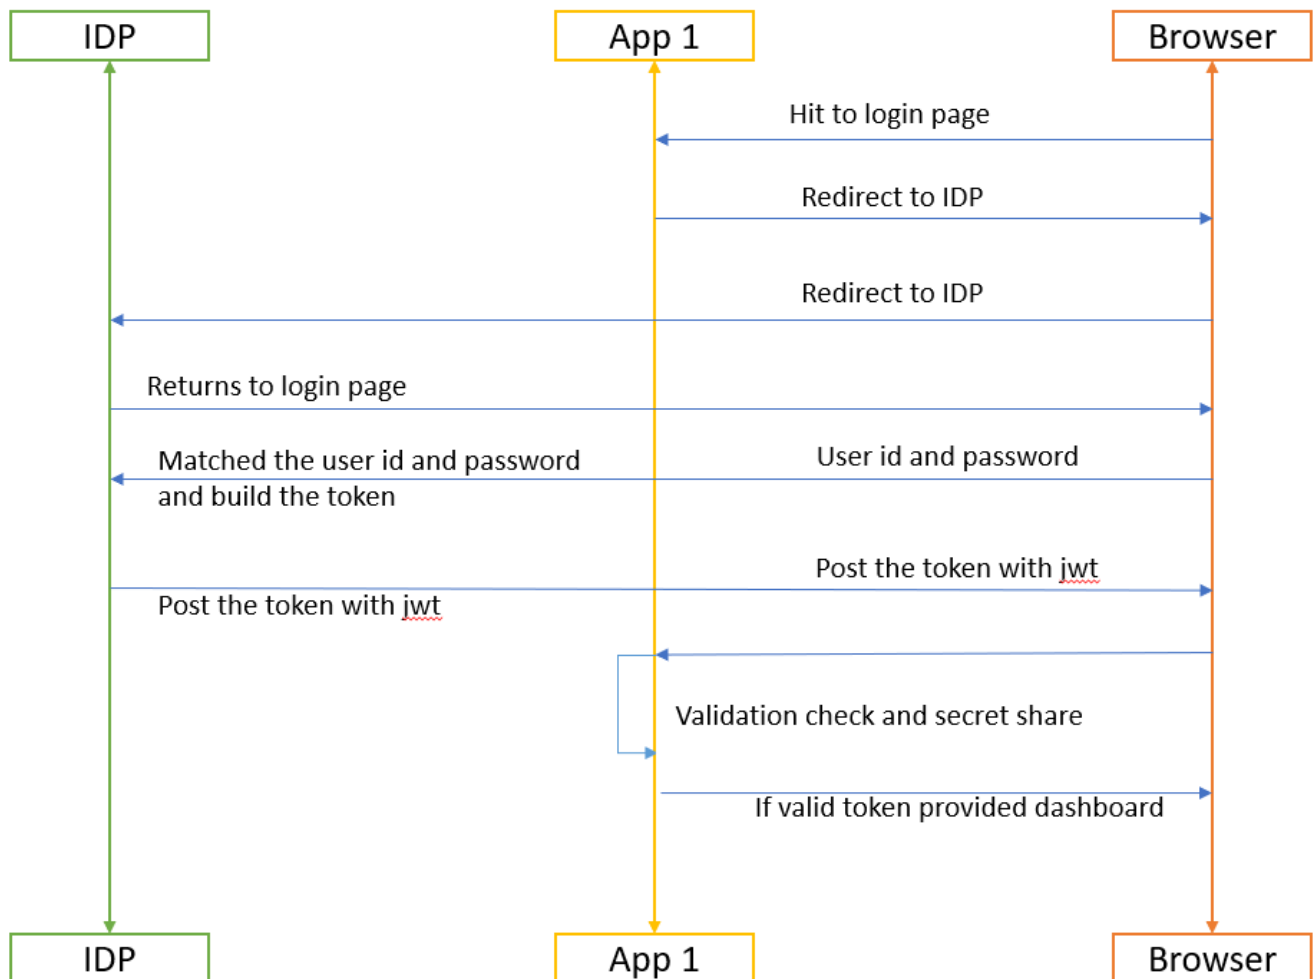 IDP
App 1
Browser
Hit to login page
Redirect to IDP
Redirect to IDP
Returns to login page
Matched the user id and password
and build the token
User id and password
Post the token with jwt
Post the token with jwt
Validation check and secret share
If valid token provided dashboard
IDP
App 1
Browser